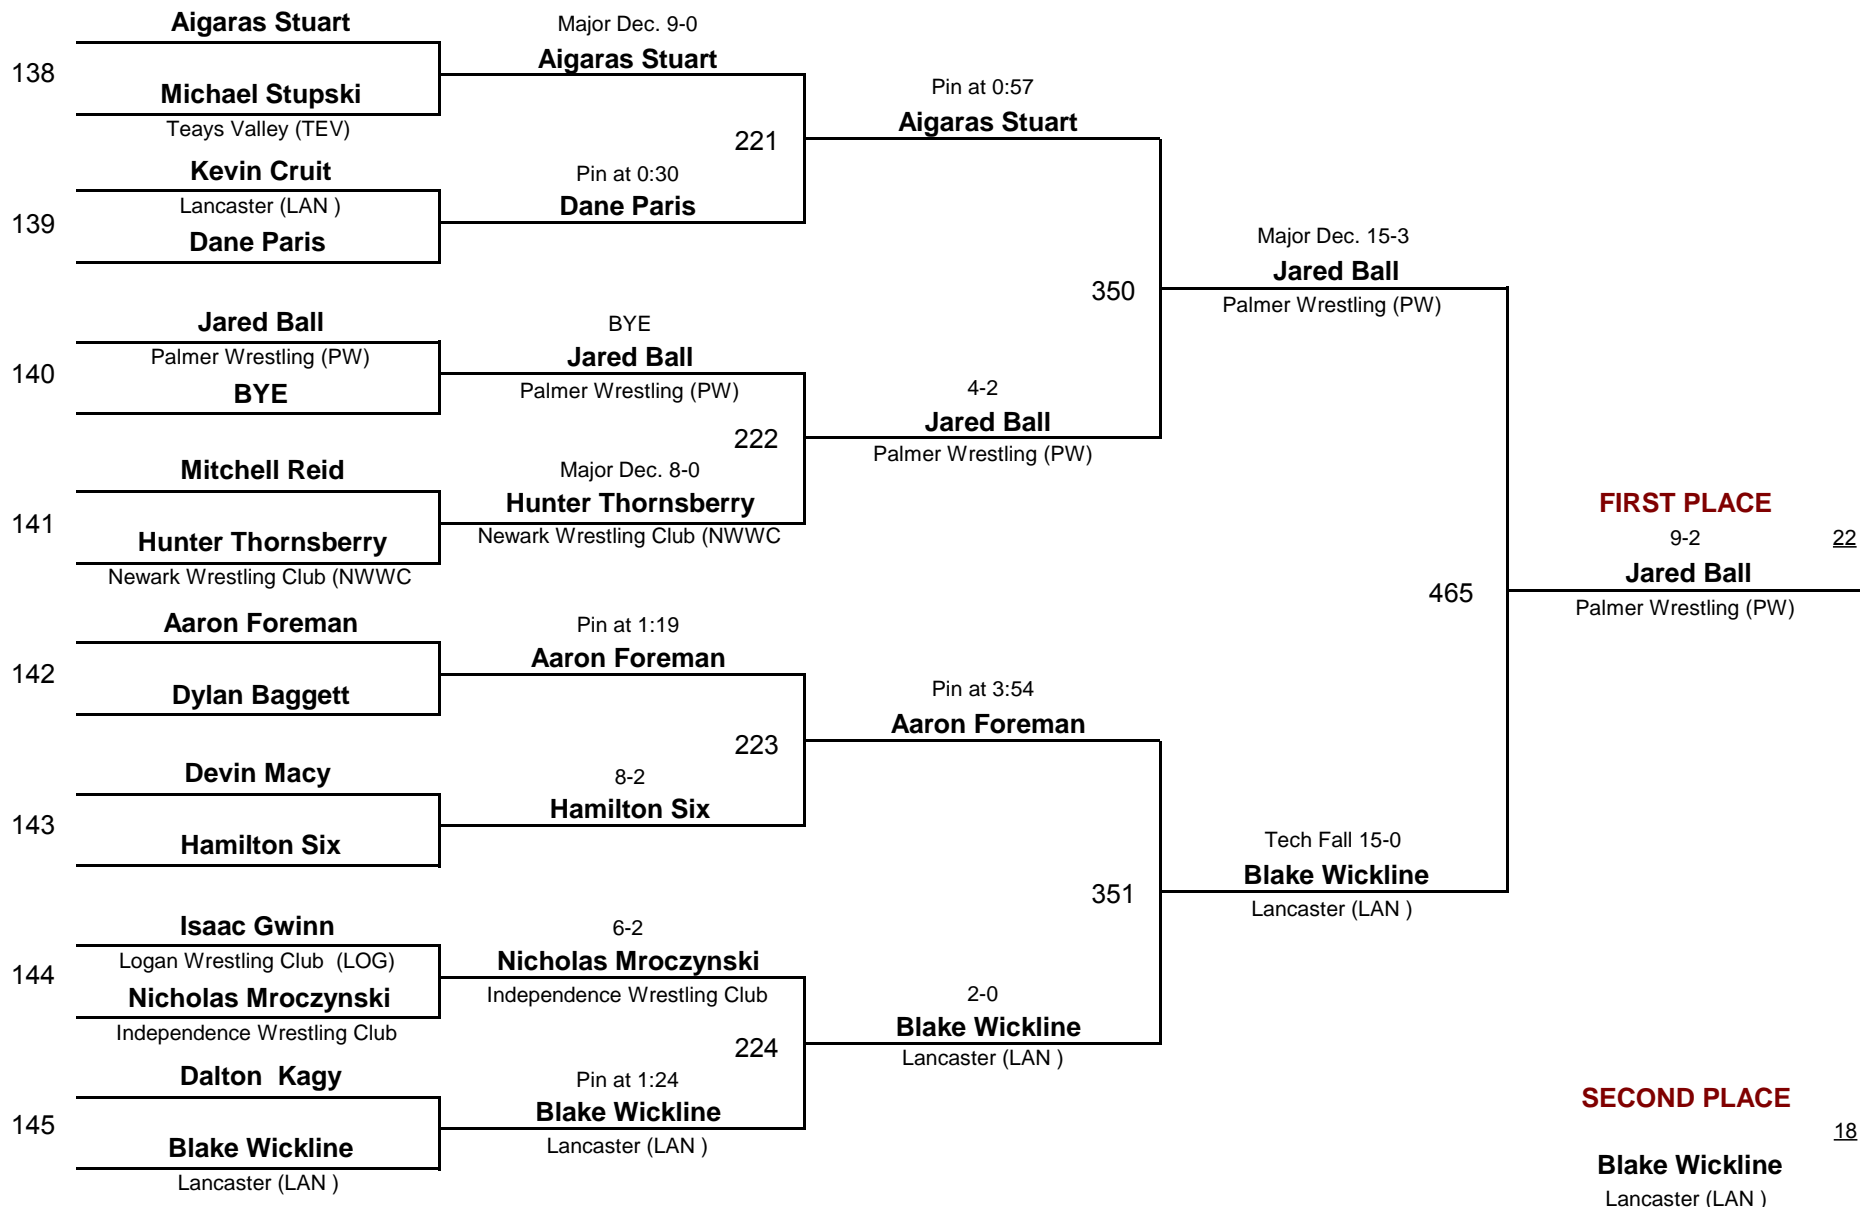 Aigaras Stuart
138
Michael Stupski
Teays Valley (TEV)
Kevin Cruit
Lancaster (LAN )
139
Dane Paris
Jared Ball
Palmer Wrestling (PW)
140
BYE
Mitchell Reid
141
Hunter Thornsberry
Newark Wrestling Club (NWWC
Aaron Foreman
142
Dylan Baggett
Devin Macy
143
Hamilton Six
Isaac Gwinn
Logan Wrestling Club  (LOG)
144
Nicholas Mroczynski
Independence Wrestling Club
Dalton  Kagy
145
Blake Wickline
Lancaster (LAN )
Major Dec. 9-0
Aigaras Stuart
221
Pin at 0:30
Dane Paris
BYE
Jared Ball
Palmer Wrestling (PW)
222
Major Dec. 8-0
Hunter Thornsberry
Newark Wrestling Club (NWWC
Pin at 1:19
Aaron Foreman
223
8-2
Hamilton Six
6-2
Nicholas Mroczynski
Independence Wrestling Club
224
Pin at 1:24
Blake Wickline
Lancaster (LAN )
Pin at 0:57
Aigaras Stuart
350
4-2
Jared Ball
Palmer Wrestling (PW)
Pin at 3:54
Aaron Foreman
351
2-0
Blake Wickline
Lancaster (LAN )
Major Dec. 15-3
Jared Ball
Palmer Wrestling (PW)
465
Tech Fall 15-0
Blake Wickline
Lancaster (LAN )
FIRST PLACE
9-2
22
Jared Ball
Palmer Wrestling (PW)
SECOND PLACE
18
Blake Wickline
Lancaster (LAN )